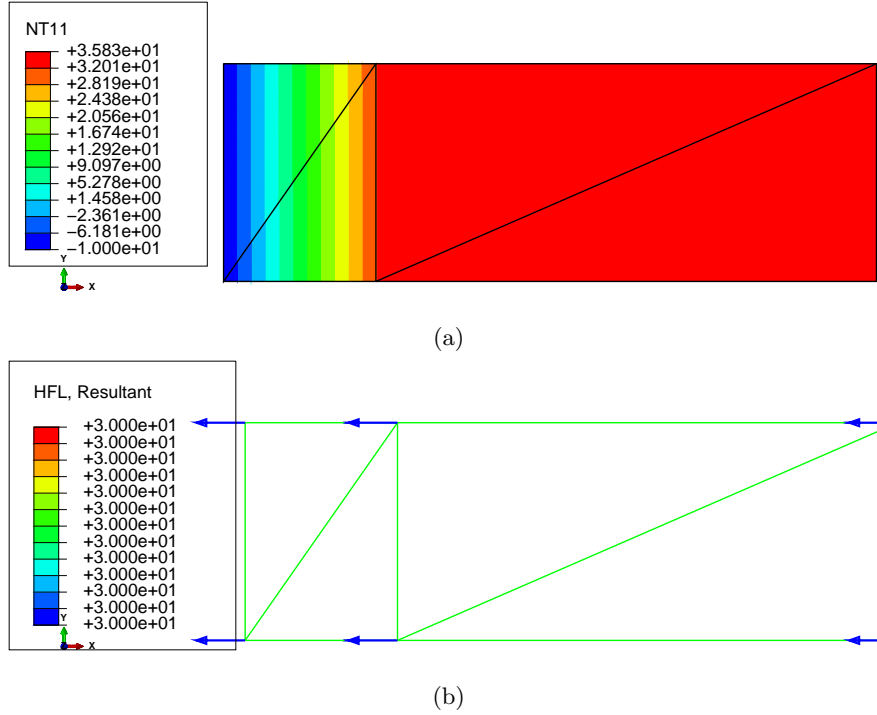 NT11
+3.583e+01
+3.201e+01
+2.819e+01
+2.438e+01
+2.056e+01
+1.674e+01
+1.292e+01
+9.097e+00
+5.278e+00
+1.458e+00
−2.361e+00
−6.181e+00
−1.000e+01
Y
X
(a)
HFL, Resultant
+3.000e+01
+3.000e+01
+3.000e+01
+3.000e+01
+3.000e+01
+3.000e+01
+3.000e+01
+3.000e+01
+3.000e+01
+3.000e+01
+3.000e+01
+3.000e+01
+3.000e+01
Y
X
(b)